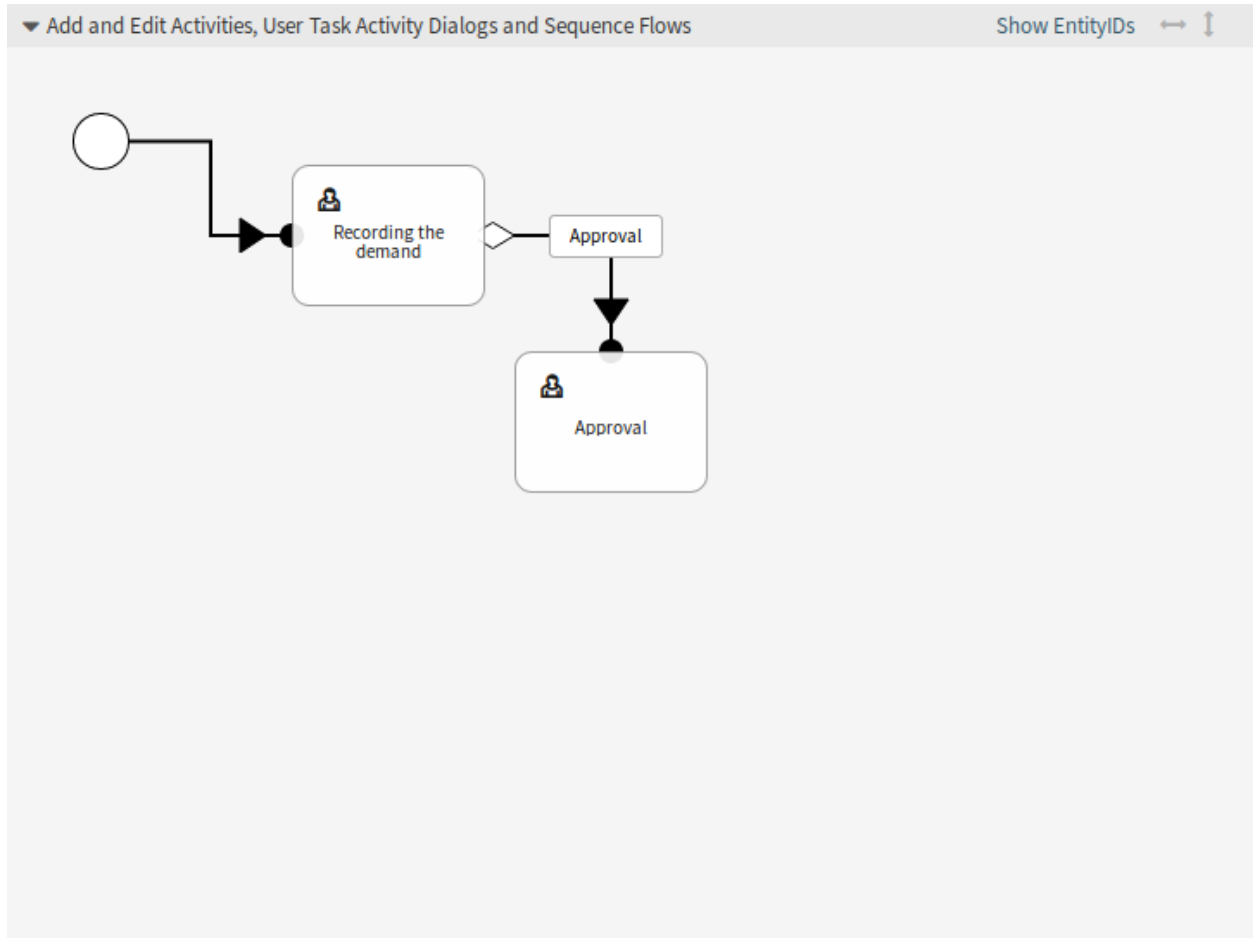 Add and Edit Activities, User Task Activity Dialogs and Sequence Flows
Show EntityIDs
Recording the
demand
Approval
Approval